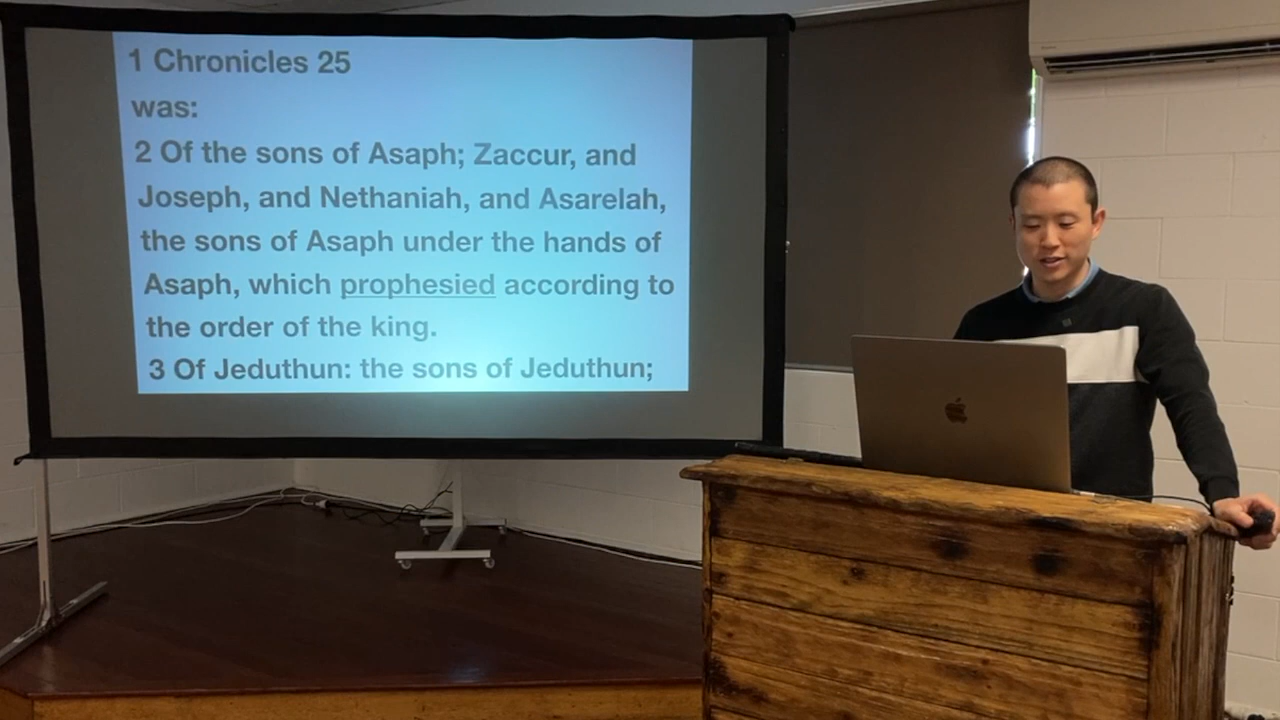 1 Chronicles 25
was:
2 Of the sons of Asaph; Zaccur, and
Joseph, and Nethaniah, and Asarelah,
the sons of Asaph under the hands of
Asaph, which prophesied according to
the order of the king.
3 Of Jeduthun: the sons of Jeduthun;